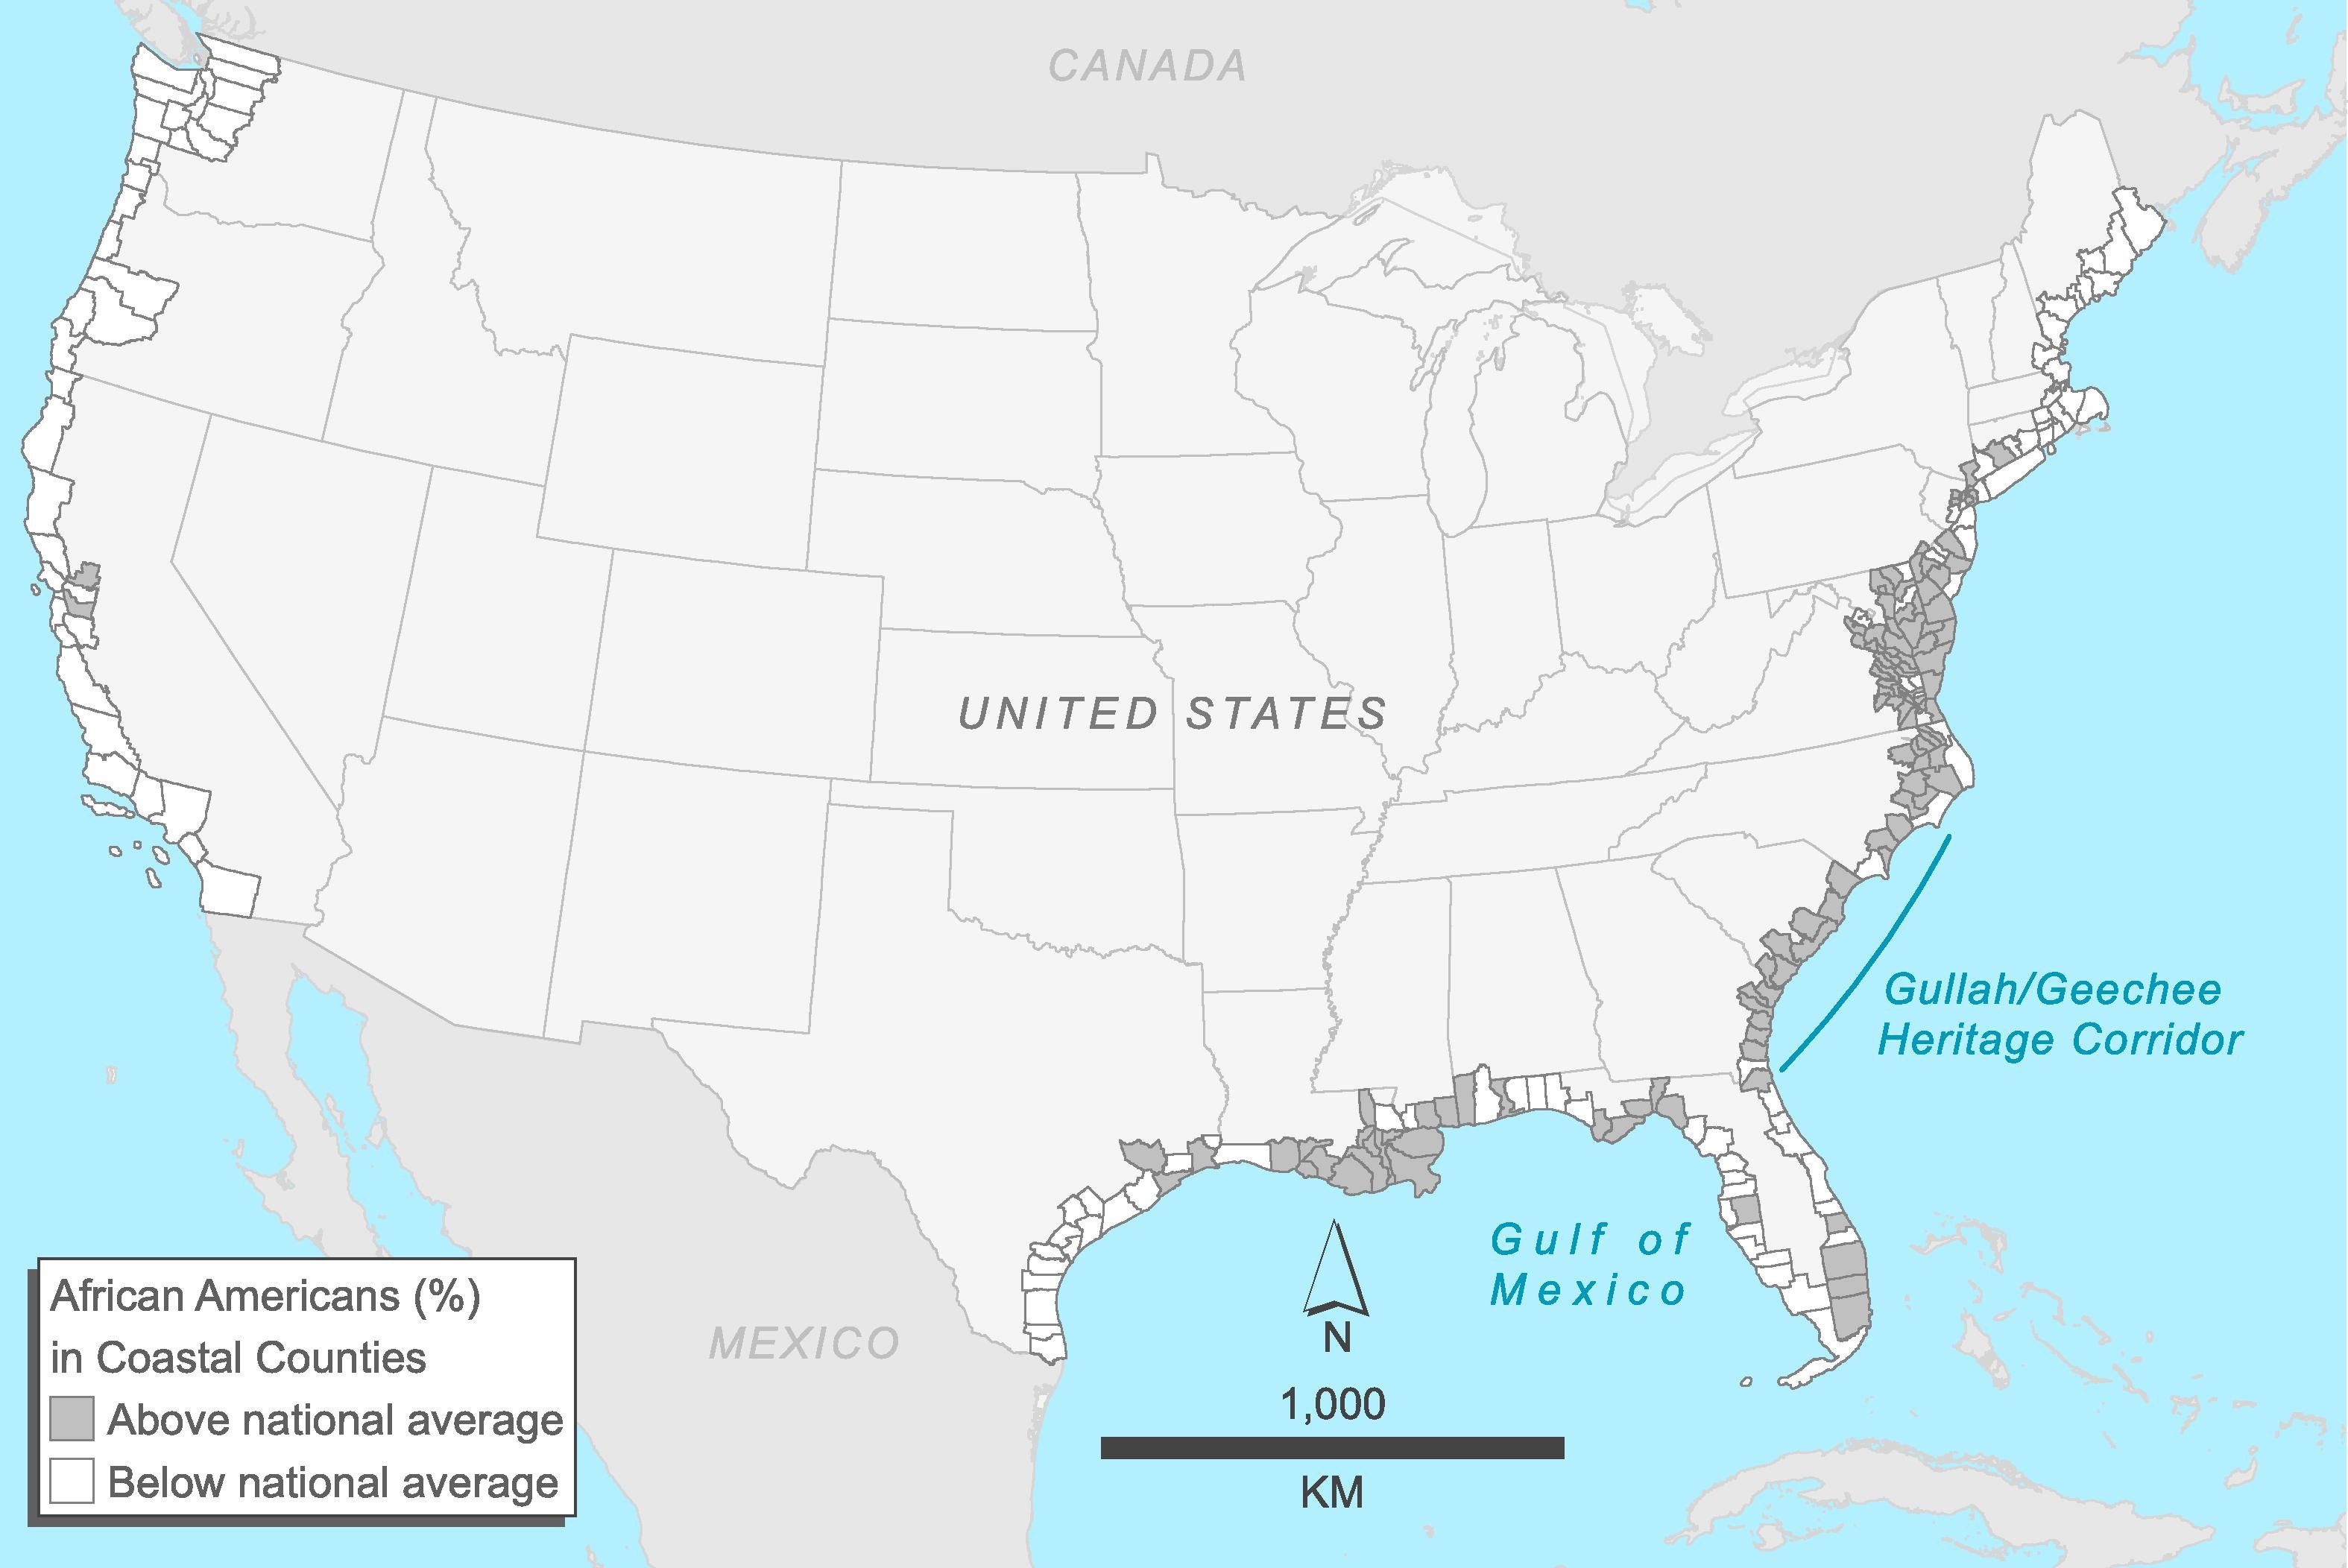 CANADA
UNITED STATES
Gullah/Geechee
Heritage Corridor
Gulf of
Mexico
MEXICO
N
1,000
KM
African Americans (%)
in Coastal Counties
Above national average
Below national average